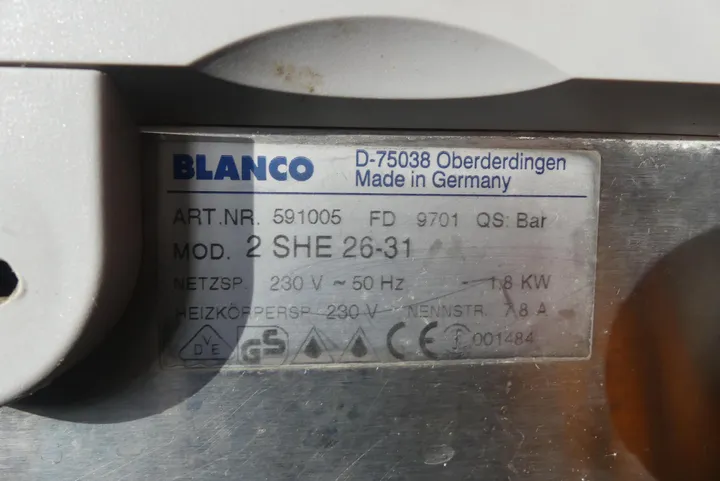 BLANCO
D-75038 Oberderdingen
Made in Germany
ART.NR. 591005 FD 9701 QS: Bar
MOD. 2 SHE 26-31
NETZSP. 230 V ~ 50 Hz - 1.8 KW
HEIZKÖRPERSP. 230 V - NENNSTR. 7.8 A
VDE GS CE 001484